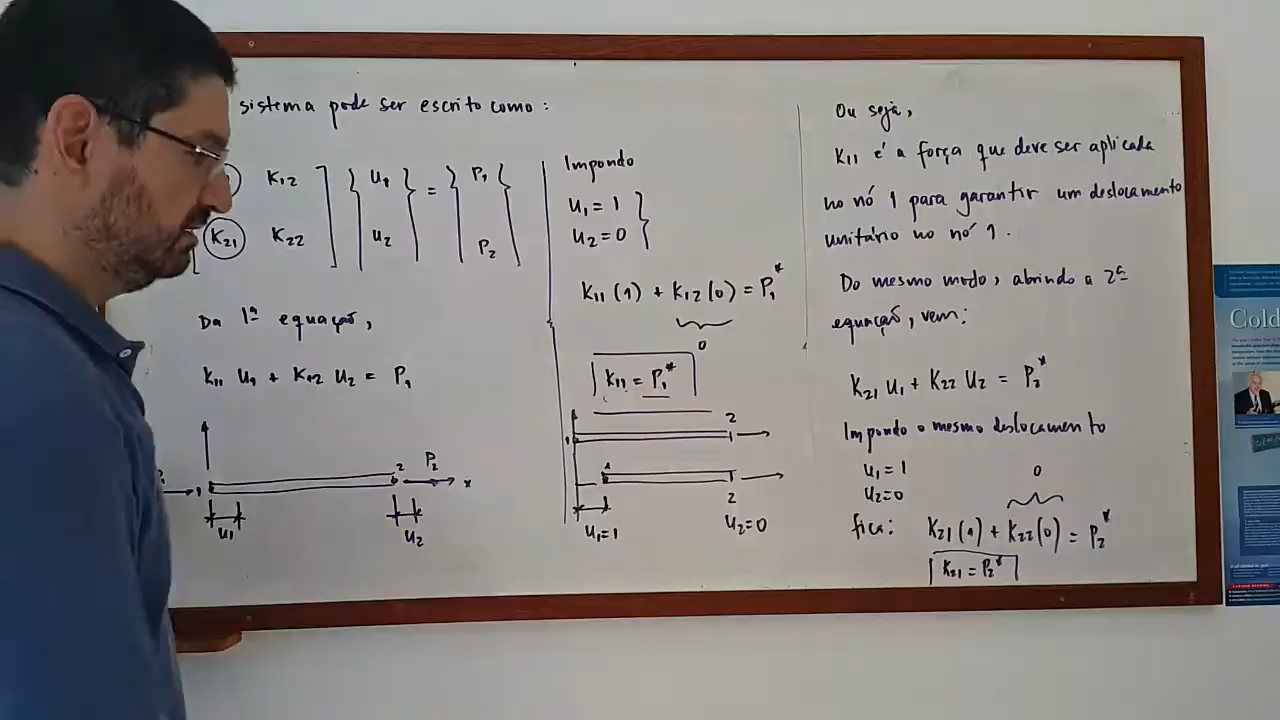 sistema pode ser escrito como:
K12
u1
=
P1
K21
K22
u2
P2
Da 1ª equação,
K11 u1 + K12 u2 = P1
1
2
P2
x
u1
u2
Impondo
u1 = 1
u2 = 0
K11 (1) + K12 (0) = P1*
0
K11 = P1*
2
1
2
u1 = 1
u2 = 0
Ou seja,
K11 é a força que deve ser aplicada
no nó 1 para garantir um deslocamento
unitário no nó 1.
Do mesmo modo, abrindo a 2ª
equação, vem:
K21 u1 + K22 u2 = P2*
Impondo o mesmo deslocamento
u1 = 1
0
u2 = 0
fica: K21 (1) + K22 (0) = P2*
K21 = P2*
Cold